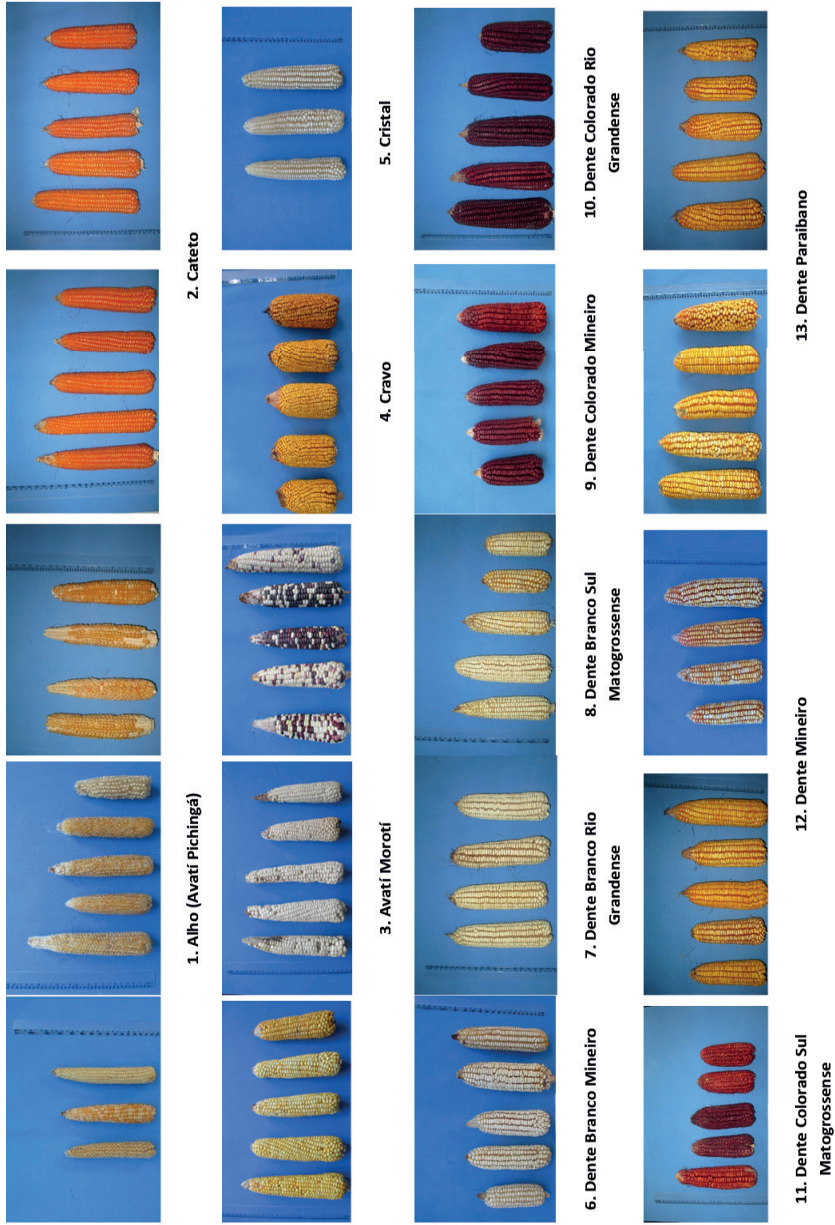 1. Alho (Avatí Pichingá)
2. Cateto
3. Avatí Morotí
4. Cravo
5. Cristal
6. Dente Branco Mineiro
7. Dente Branco Rio
Grandense
8. Dente Branco Sul
Matogrossense
9. Dente Colorado Mineiro
10. Dente Colorado Rio
Grandense
11. Dente Colorado Sul
Matogrossense
12. Dente Mineiro
13. Dente Paraibano